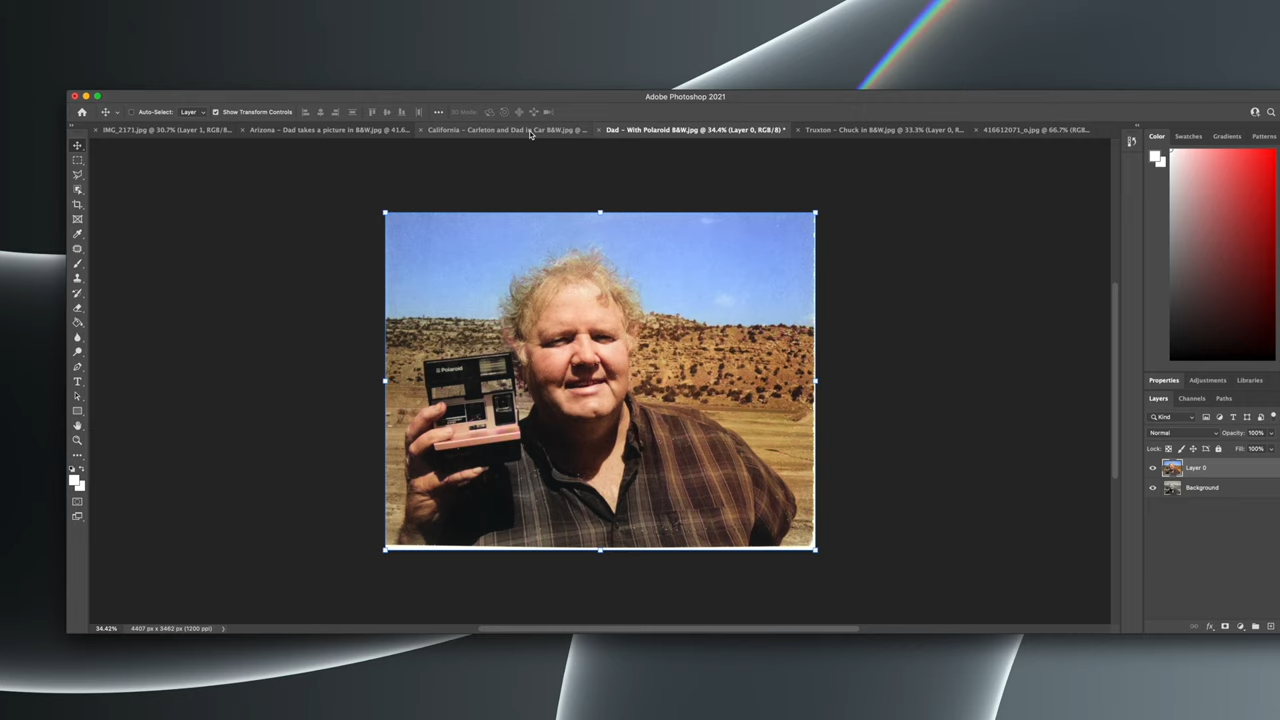 Adobe Photoshop 2021
Auto-Select: Layer Show Transform Controls 3D Mode:
IMG_2171.jpg @ 30.7% (Layer 1, RGB/8... Arizona - Dad takes a picture in B&W.jpg @ 41.6... California - Carleton and Dad in Car B&W.jpg @ ... Dad - With Polaroid B&W.jpg @ 34.4% (Layer 0, RGB/8) * Truxton - Chuck in B&W.jpg @ 33.3% (Layer 0, R... 416612071_o.jpg @ 66.7% (RGB...
Color Swatches Gradients Patterns
Polaroid
Properties Adjustments Libraries
Layers Channels Paths
Kind
Normal Opacity: 100%
Lock: Fill: 100%
Layer 0
Background
34.42% 4407 px x 3462 px (1200 ppi)